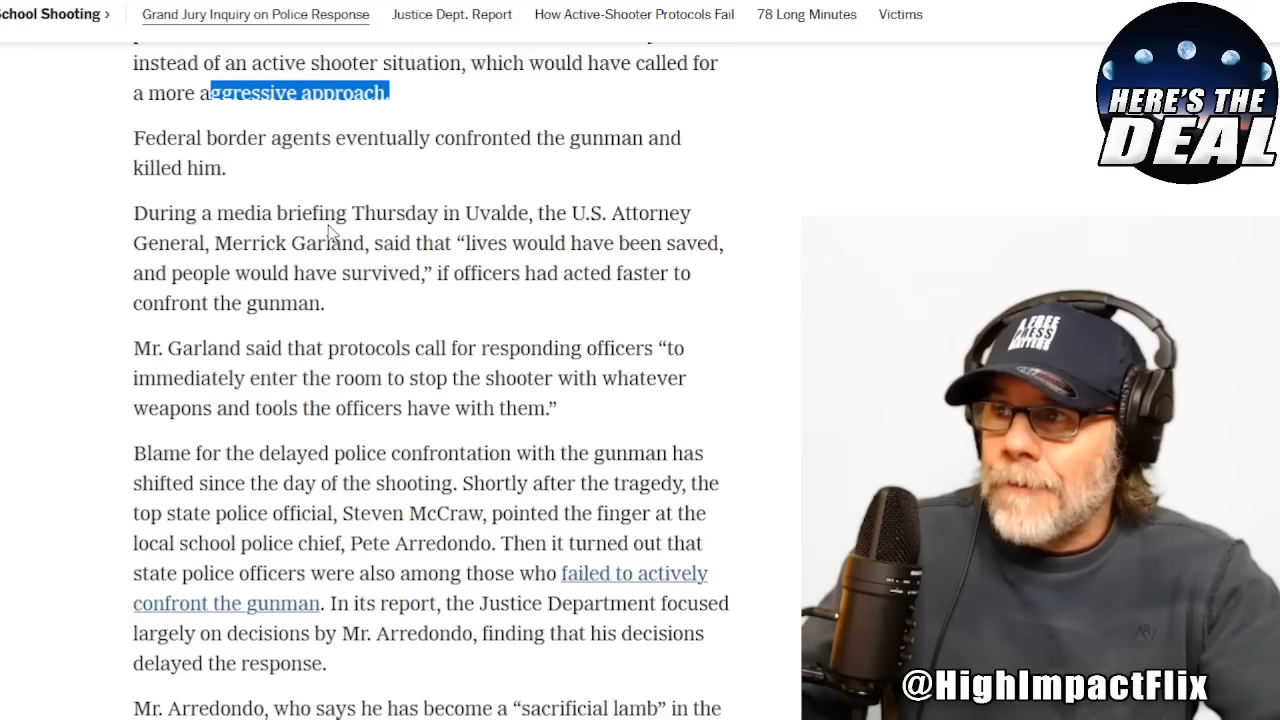 School Shooting ›
Grand Jury Inquiry on Police Response
Justice Dept. Report
How Active-Shooter Protocols Fail
78 Long Minutes
Victims
instead of an active shooter situation, which would have called for
a more aggressive approach.
Federal border agents eventually confronted the gunman and
killed him.
During a media briefing Thursday in Uvalde, the U.S. Attorney
General, Merrick Garland, said that “lives would have been saved,
and people would have survived,” if officers had acted faster to
confront the gunman.
Mr. Garland said that protocols call for responding officers “to
immediately enter the room to stop the shooter with whatever
weapons and tools the officers have with them.”
Blame for the delayed police confrontation with the gunman has
shifted since the day of the shooting. Shortly after the tragedy, the
top state police official, Steven McCraw, pointed the finger at the
local school police chief, Pete Arredondo. Then it turned out that
state police officers were also among those who failed to actively
confront the gunman. In its report, the Justice Department focused
largely on decisions by Mr. Arredondo, finding that his decisions
delayed the response.
Mr. Arredondo, who says he has become a “sacrificial lamb” in the
HERE'S THE
DEAL
A FREE
PRESS
MATTERS
@HighImpactFlix